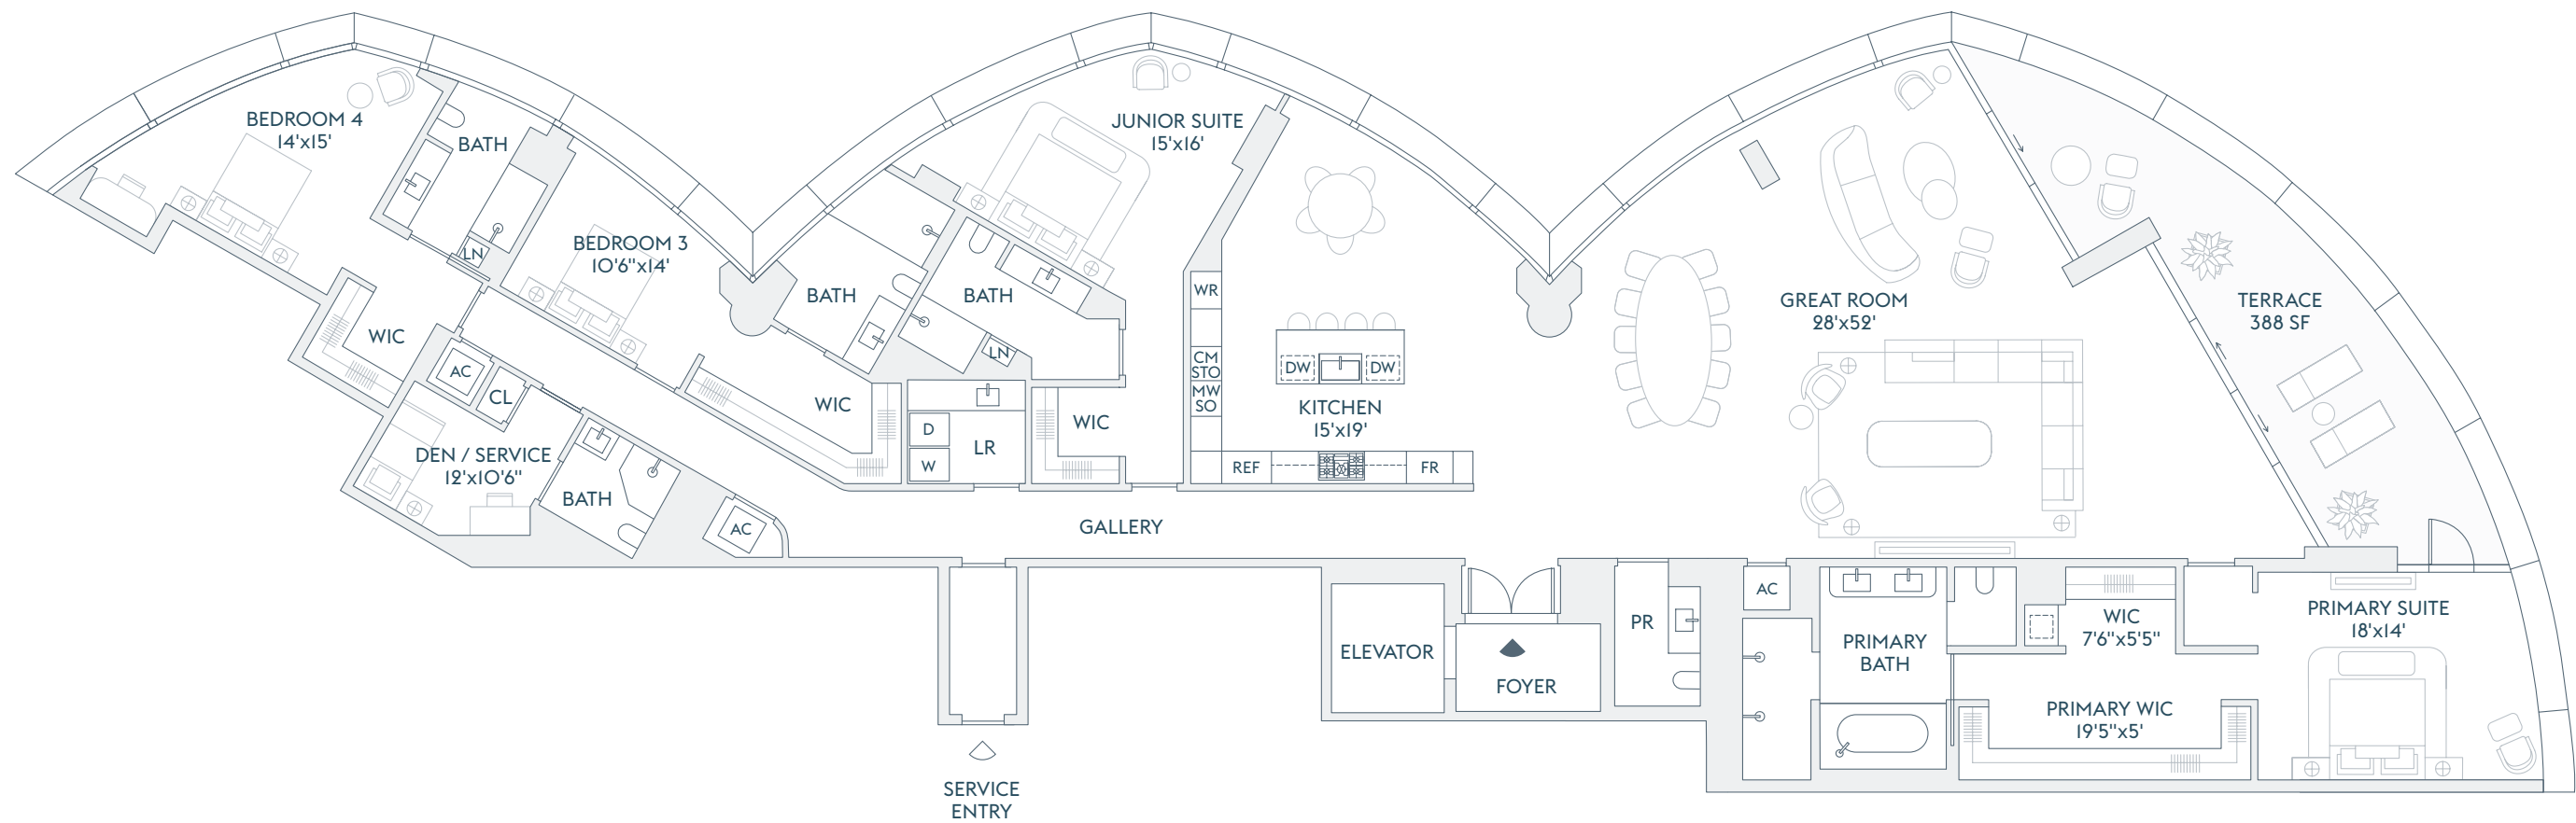 BEDROOM 4
14'x15'
BATH
LN
BEDROOM 3
10'6"x14'
WIC
AC
CL
DEN / SERVICE
12'x10'6"
BATH
AC
BATH
WIC
JUNIOR SUITE
15'x16'
BATH
LN
D
W
LR
WIC
WR
CM
STO
MW
SO
DW
DW
KITCHEN
15'x19'
REF
FR
GALLERY
GREAT ROOM
28'x52'
TERRACE
388 SF
SERVICE
ENTRY
ELEVATOR
FOYER
PR
AC
PRIMARY
BATH
WIC
7'6"x5'5"
PRIMARY WIC
19'5"x5'
PRIMARY SUITE
18'x14'